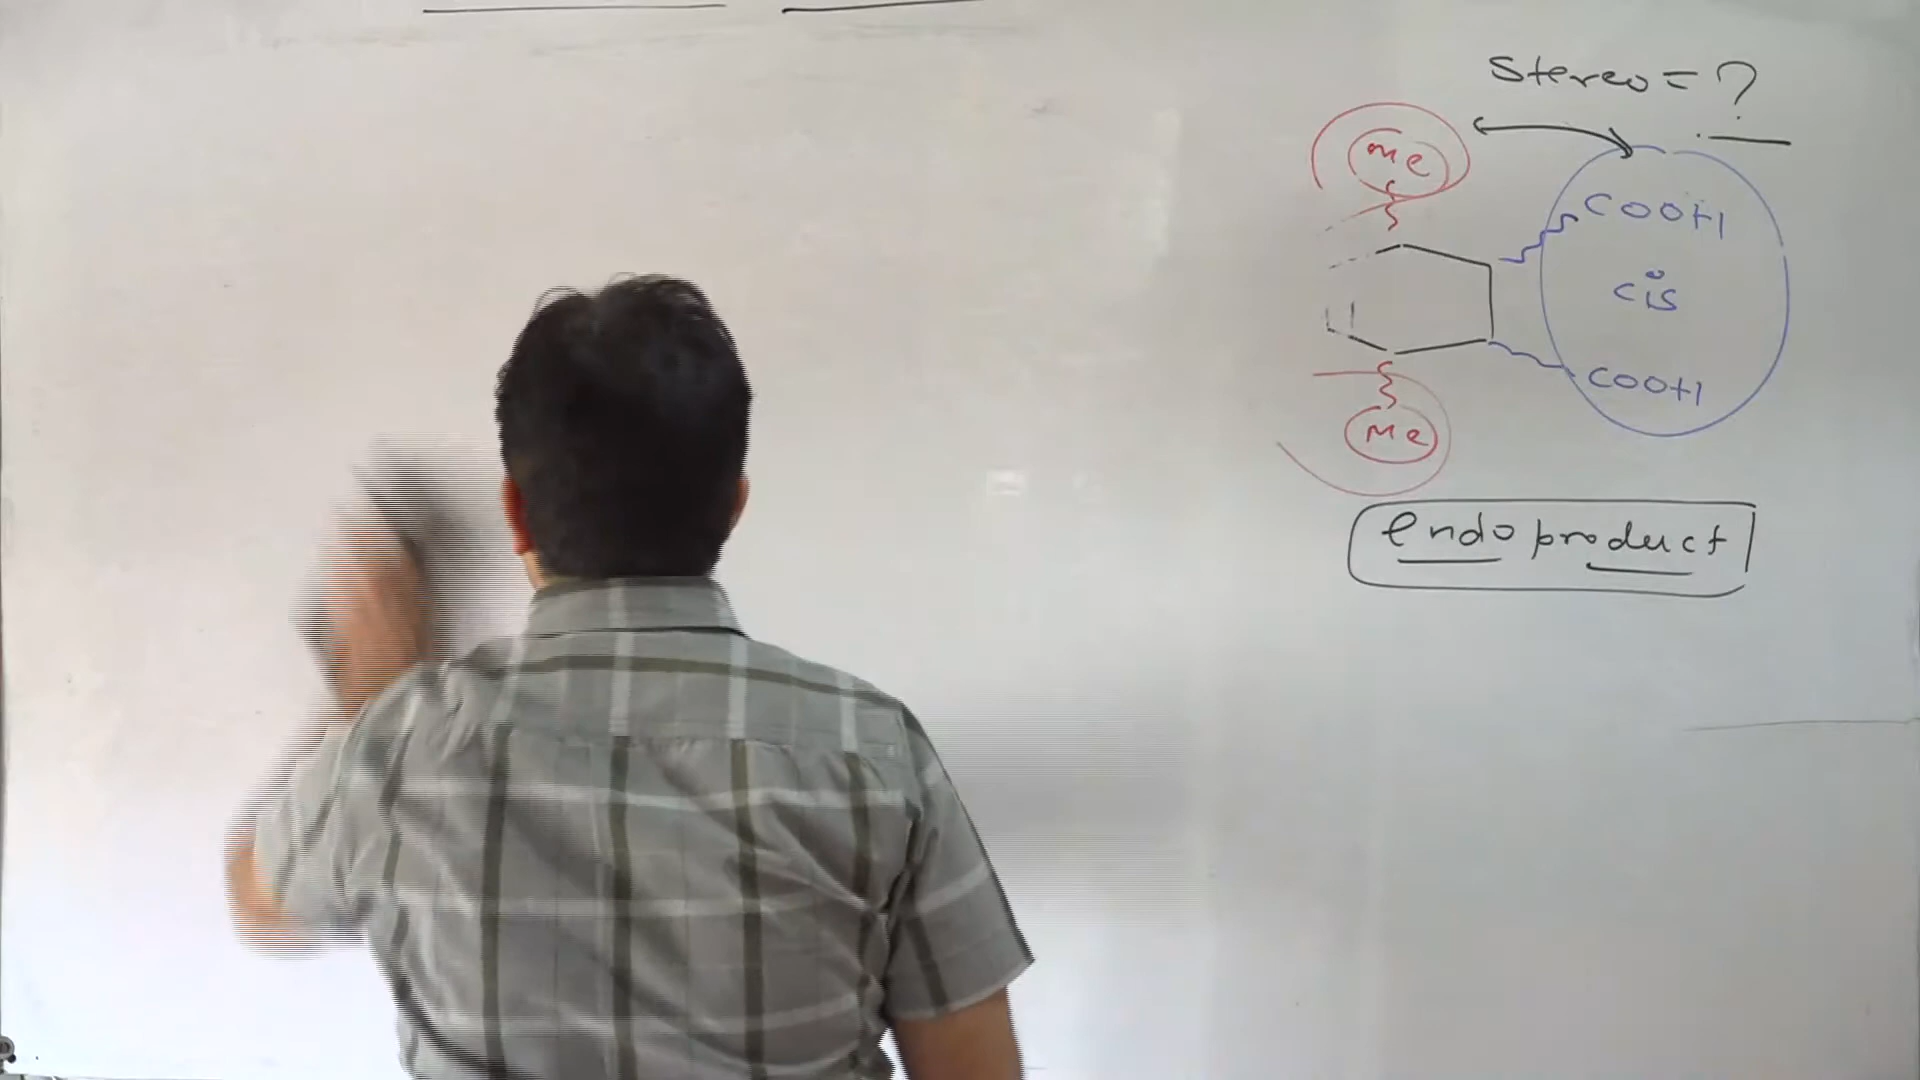 Stereo = ?
Me
COOH
cis
COOH
Me
endo product